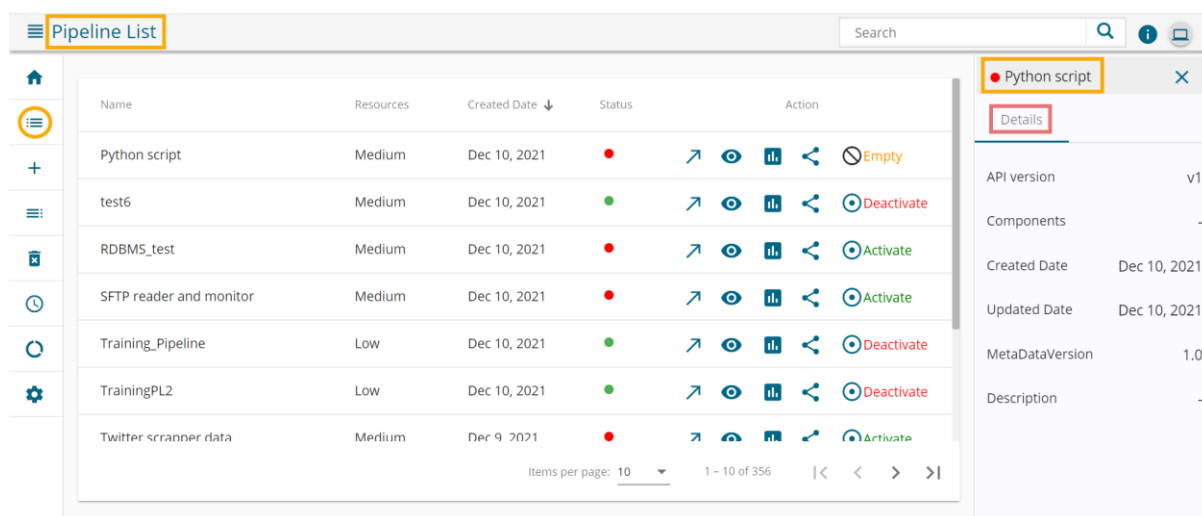 Pipeline List
Search
Name Resources Created Date Status Action
Python script Medium Dec 10, 2021 Empty
test6 Medium Dec 10, 2021 Deactivate
RDBMS_test Medium Dec 10, 2021 Activate
SFTP reader and monitor Medium Dec 10, 2021 Activate
Training_Pipeline Low Dec 10, 2021 Deactivate
TrainingPL2 Low Dec 10, 2021 Deactivate
Twitter scrapper data Medium Dec 9, 2021 Activate
Items per page: 10 1 – 10 of 356
Python script
Details
API version v1
Components -
Created Date Dec 10, 2021
Updated Date Dec 10, 2021
MetaDataVersion 1.0
Description -